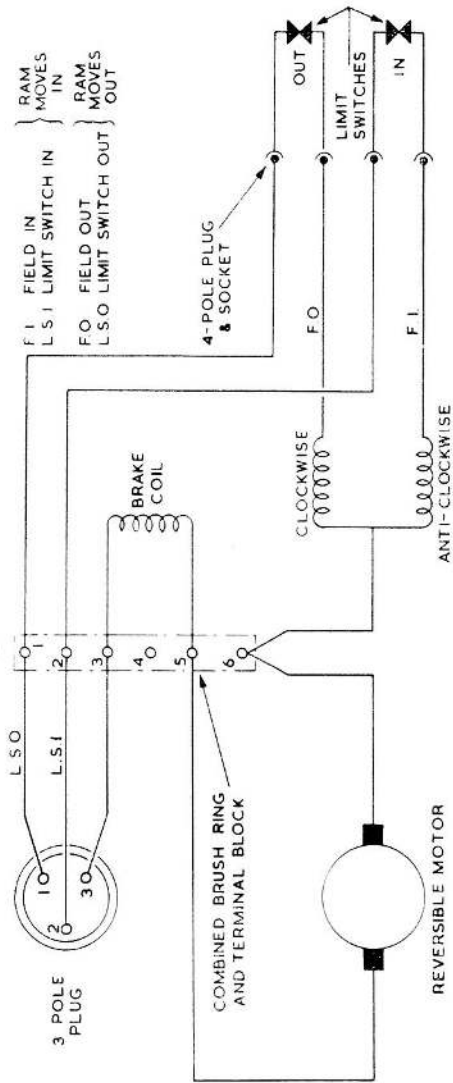 3 POLE
PLUG
1
2
3
L.S.O
L.S.I
1
2
3
4
5
6
BRAKE
COIL
F.I. FIELD IN
L.S.I LIMIT SWITCH IN
RAM
MOVES
IN
F.O FIELD OUT
L.S.O LIMIT SWITCH OUT
RAM
MOVES
OUT
4-POLE PLUG
& SOCKET
OUT
LIMIT
SWITCHES
IN
F.O
F.I.
CLOCKWISE
ANTI-CLOCKWISE
COMBINED BRUSH RING
AND TERMINAL BLOCK
REVERSIBLE MOTOR